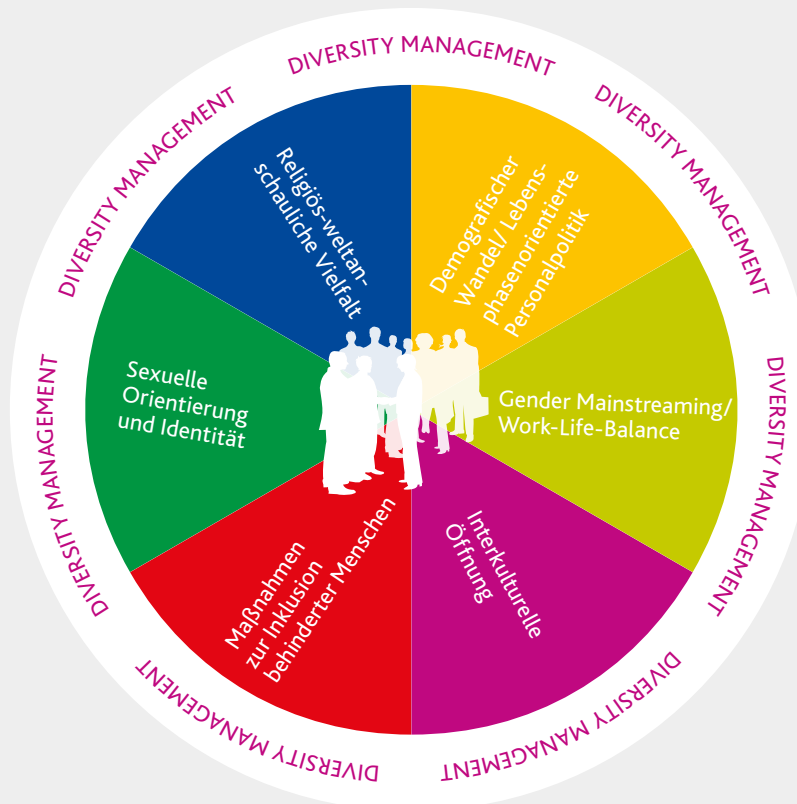 DIVERSITY MANAGEMENT
DIVERSITY MANAGEMENT
DIVERSITY MANAGEMENT
DIVERSITY MANAGEMENT
DIVERSITY MANAGEMENT
DIVERSITY MANAGEMENT
DIVERSITY MANAGEMENT
Demografischer
Wandel/ Lebens-
phasenorientierte
Personalpolitik
Gender Mainstreaming/
Work-Life-Balance
Interkulturelle
Öffnung
Maßnahmen
zur Inklusion
behinderter Menschen
Sexuelle
Orientierung
und Identität
Religiös-weltan-
schauliche Vielfalt